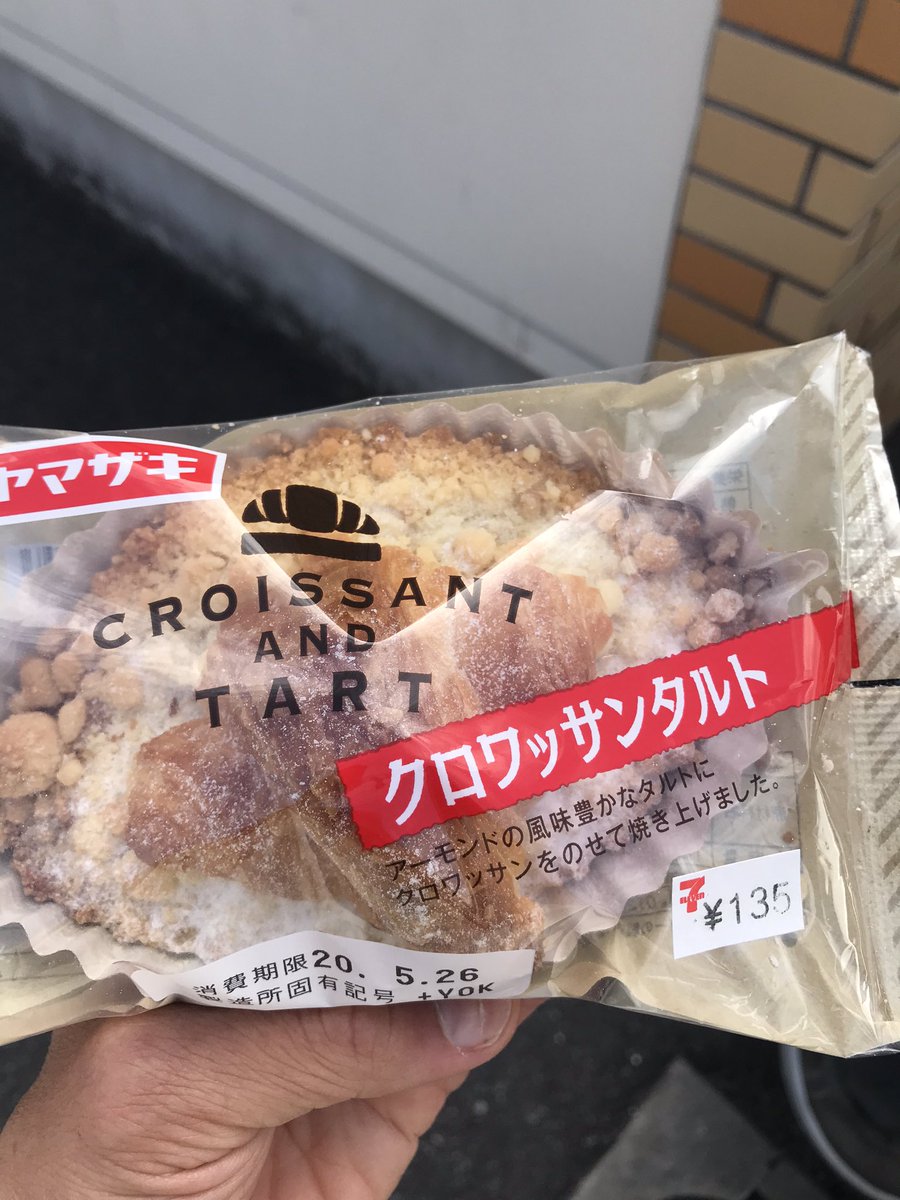 ヤマザキ
CROISSANT
AND
TART
クロワッサンタルト
アーモンドの風味豊かなタルトに
クロワッサンをのせて焼き上げました。
7
¥135
消費期限20. 5.26
製造所固有記号 +YOK